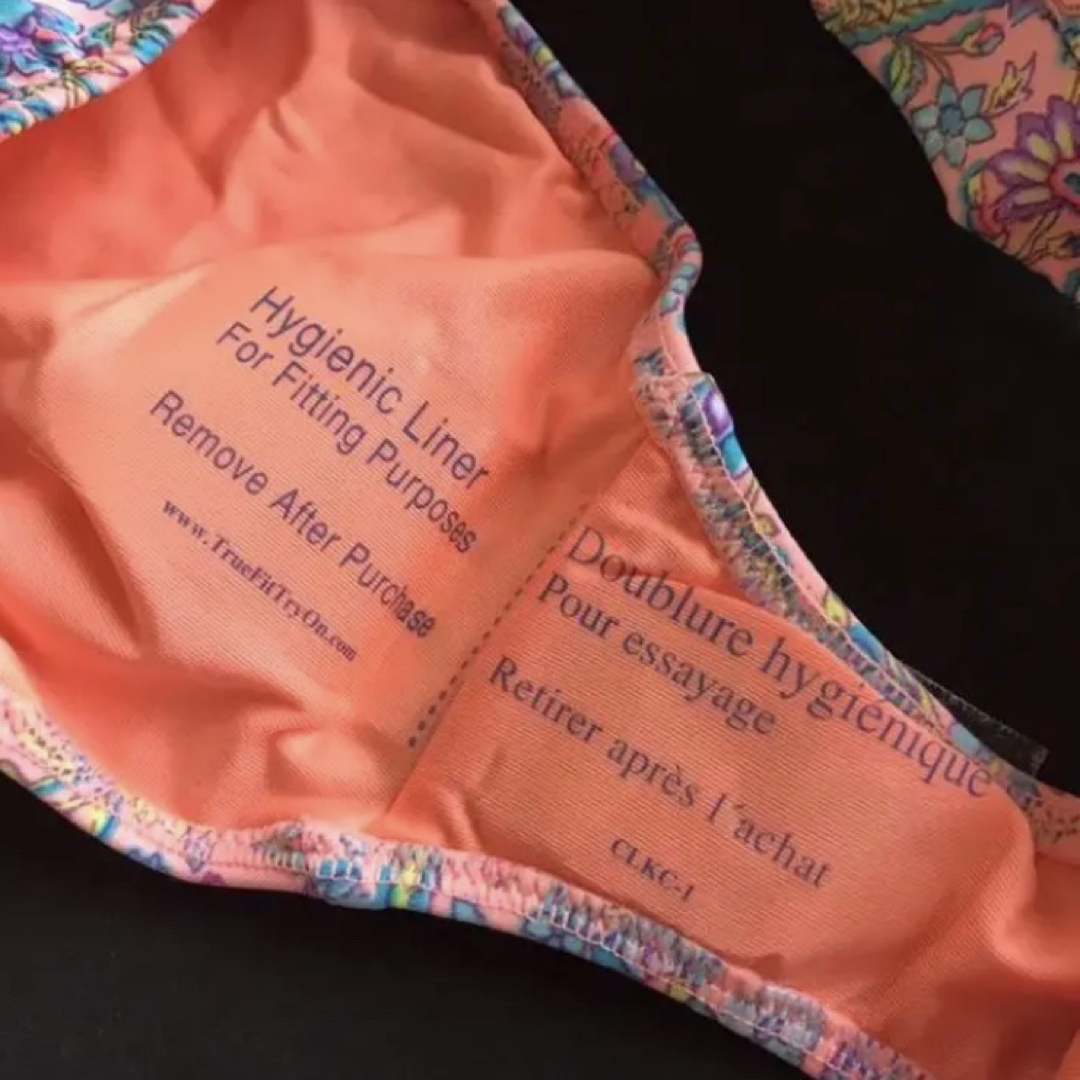 Hygienic Liner
For Fitting Purposes
Remove After Purchase
www.TrueFitTryOn.com
Doublure hygiénique
Pour essayage
Retirer après l´achat
CLKC-1